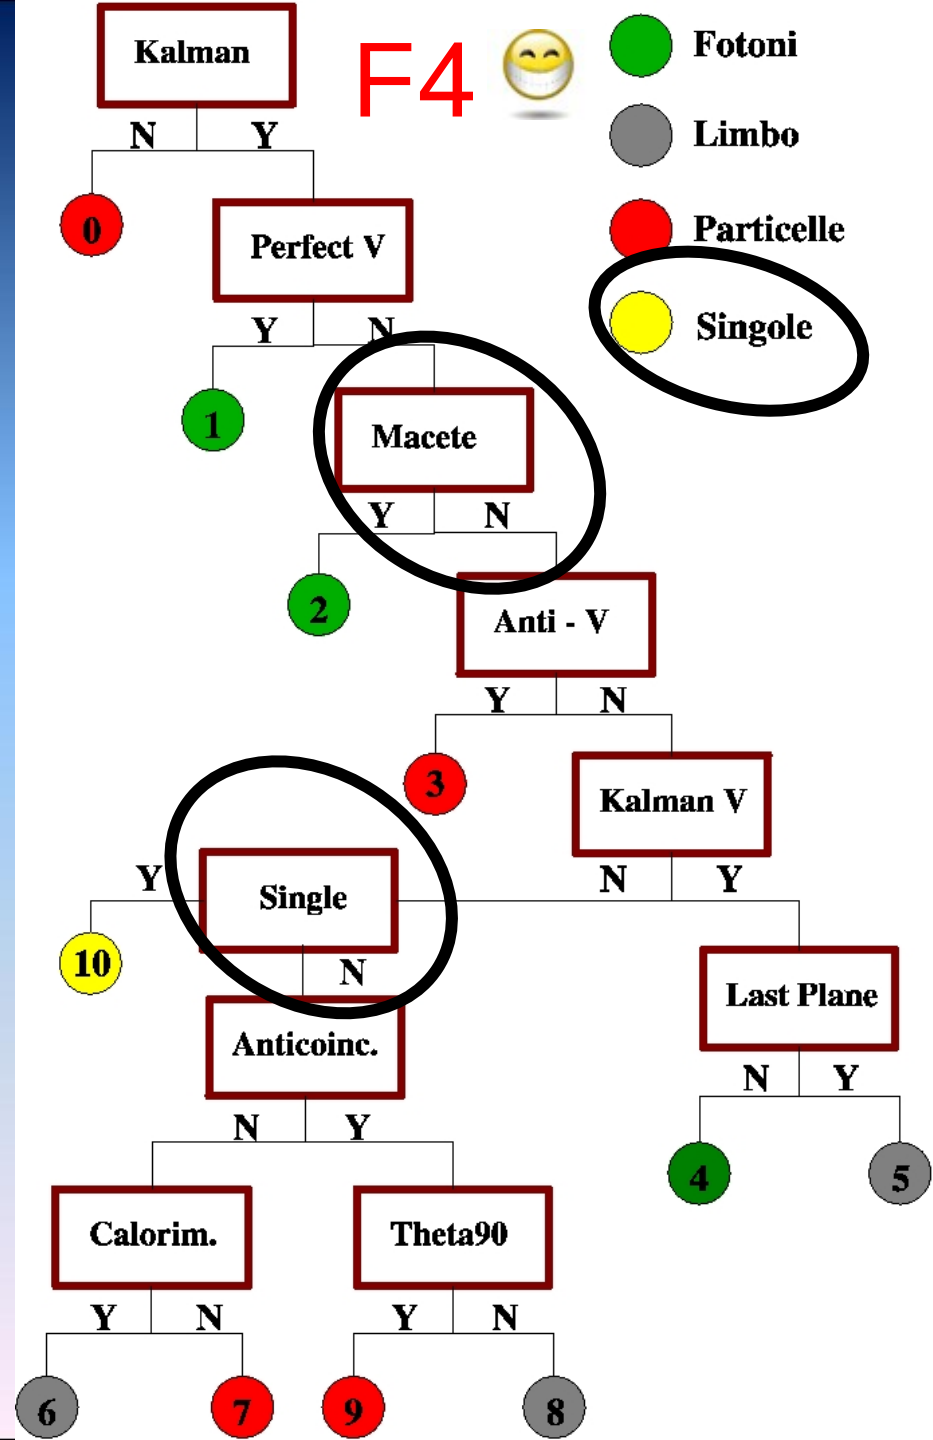 Kalman
F4
Fotoni
N Y
Limbo
0
Particelle
Perfect V
Y N
Singole
1
Macete
Y N
2
Anti - V
Y N
3
Kalman V
Y
Single
N Y
10
N
Last Plane
Anticoinc.
N Y
N Y
4
5
Calorim.
Theta90
Y N
Y N
6
7
9
8